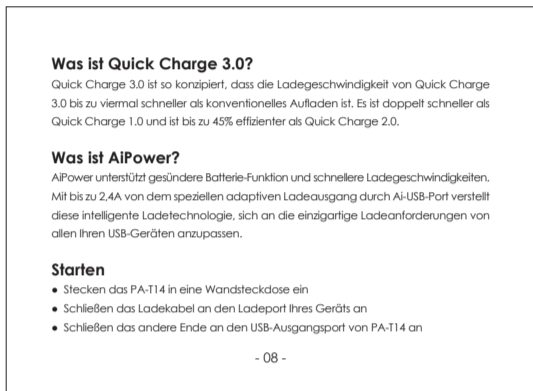 Was ist Quick Charge 3.0?
Quick Charge 3.0 ist so konzipiert, dass die Ladegeschwindigkeit von Quick Charge
3.0 bis zu viermal schneller als konventionelles Aufladen ist. Es ist doppelt schneller als
Quick Charge 1.0 und ist bis zu 45% effizienter als Quick Charge 2.0.
Was ist AiPower?
AiPower unterstützt gesündere Batterie-Funktion und schnellere Ladegeschwindigkeiten.
Mit bis zu 2,4A von dem speziellen adaptiven Ladeausgang durch Ai-USB-Port verstellt
diese intelligente Ladetechnologie, sich an die einzigartige Ladeanforderungen von
allen Ihren USB-Geräten anzupassen.
Starten
● Stecken das PA-T14 in eine Wandsteckdose ein
● Schließen das Ladekabel an den Ladeport Ihres Geräts an
● Schließen das andere Ende an den USB-Ausgangsport von PA-T14 an
- 08 -